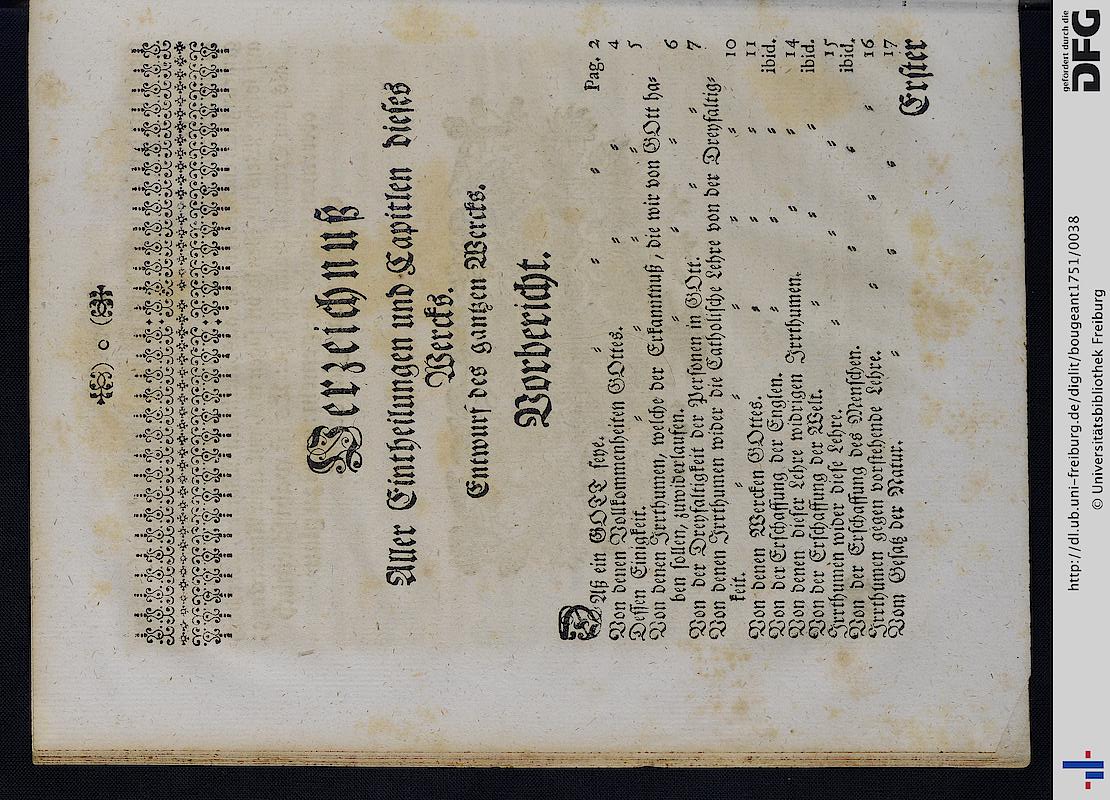 o
Verzeichnuß
Aller Eintheilungen und Capitlen dieses
Wercks.
Entwurf des gantzen Wercks.
Vorbericht.
Daß ein GOTT seye. Pag. 2
Von denen Vollkommenheiten GOttes. 4
Dessen Einigkeit. 5
Von denen Irrthumen, welche der Erkanntnuß, die wir von GOtt ha-
ben sollen, zuwiderlaufen. 6
Von der Dreyfaltigkeit der Personen in GOtt. 7
Von denen Irrthumen wider die Catholische Lehre von der Dreyfaltig-
keit. 10
Von denen Wercken GOttes. 11
Von der Erschaffung der Englen. ibid.
Von denen dieser Lehre widrigen Irrthumen. 14
Von der Erschaffung der Welt. ibid.
Irrthumen wider diese Lehre. 15
Von der Erschaffung des Menschen. ibid.
Irrthumen gegen vorstehende Lehre. 16
Vom Gesatz der Natur. 17
Erster
gefördert durch die
DFG
http://dl.ub.uni-freiburg.de/diglit/bougeant1751/0038
© Universitätsbibliothek Freiburg